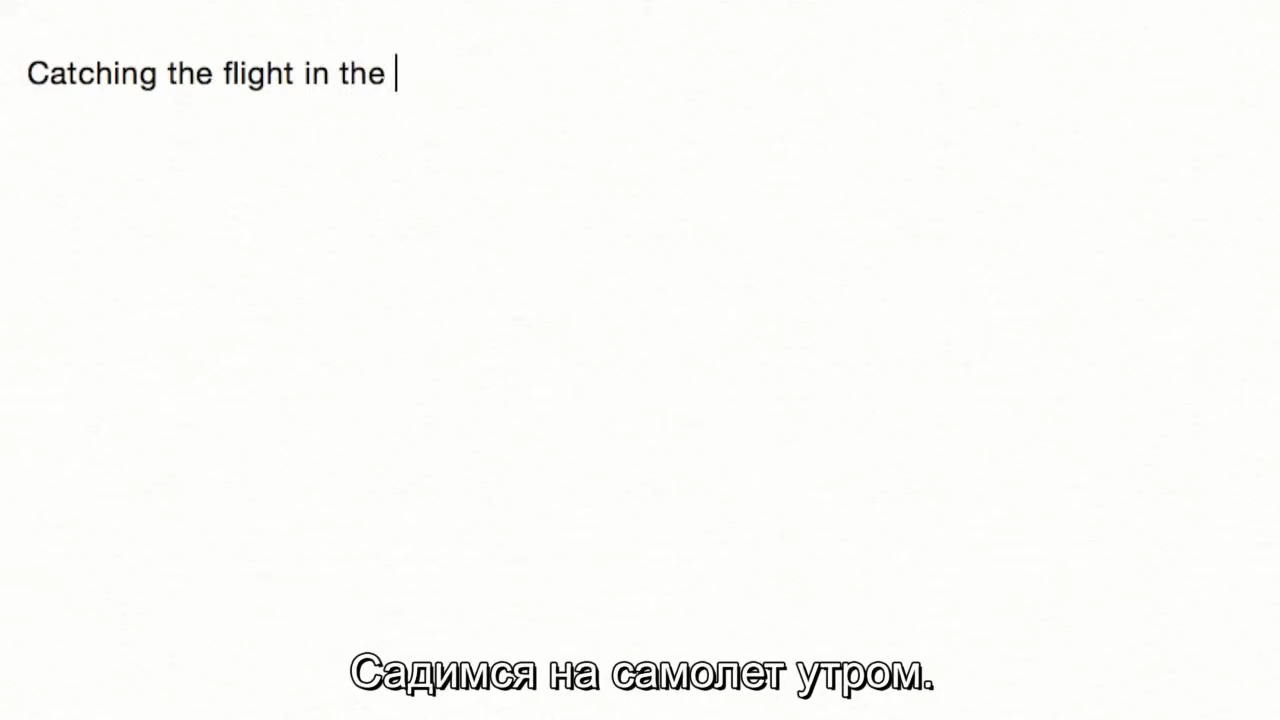 Catching the flight in the
Садимся на самолет утром.